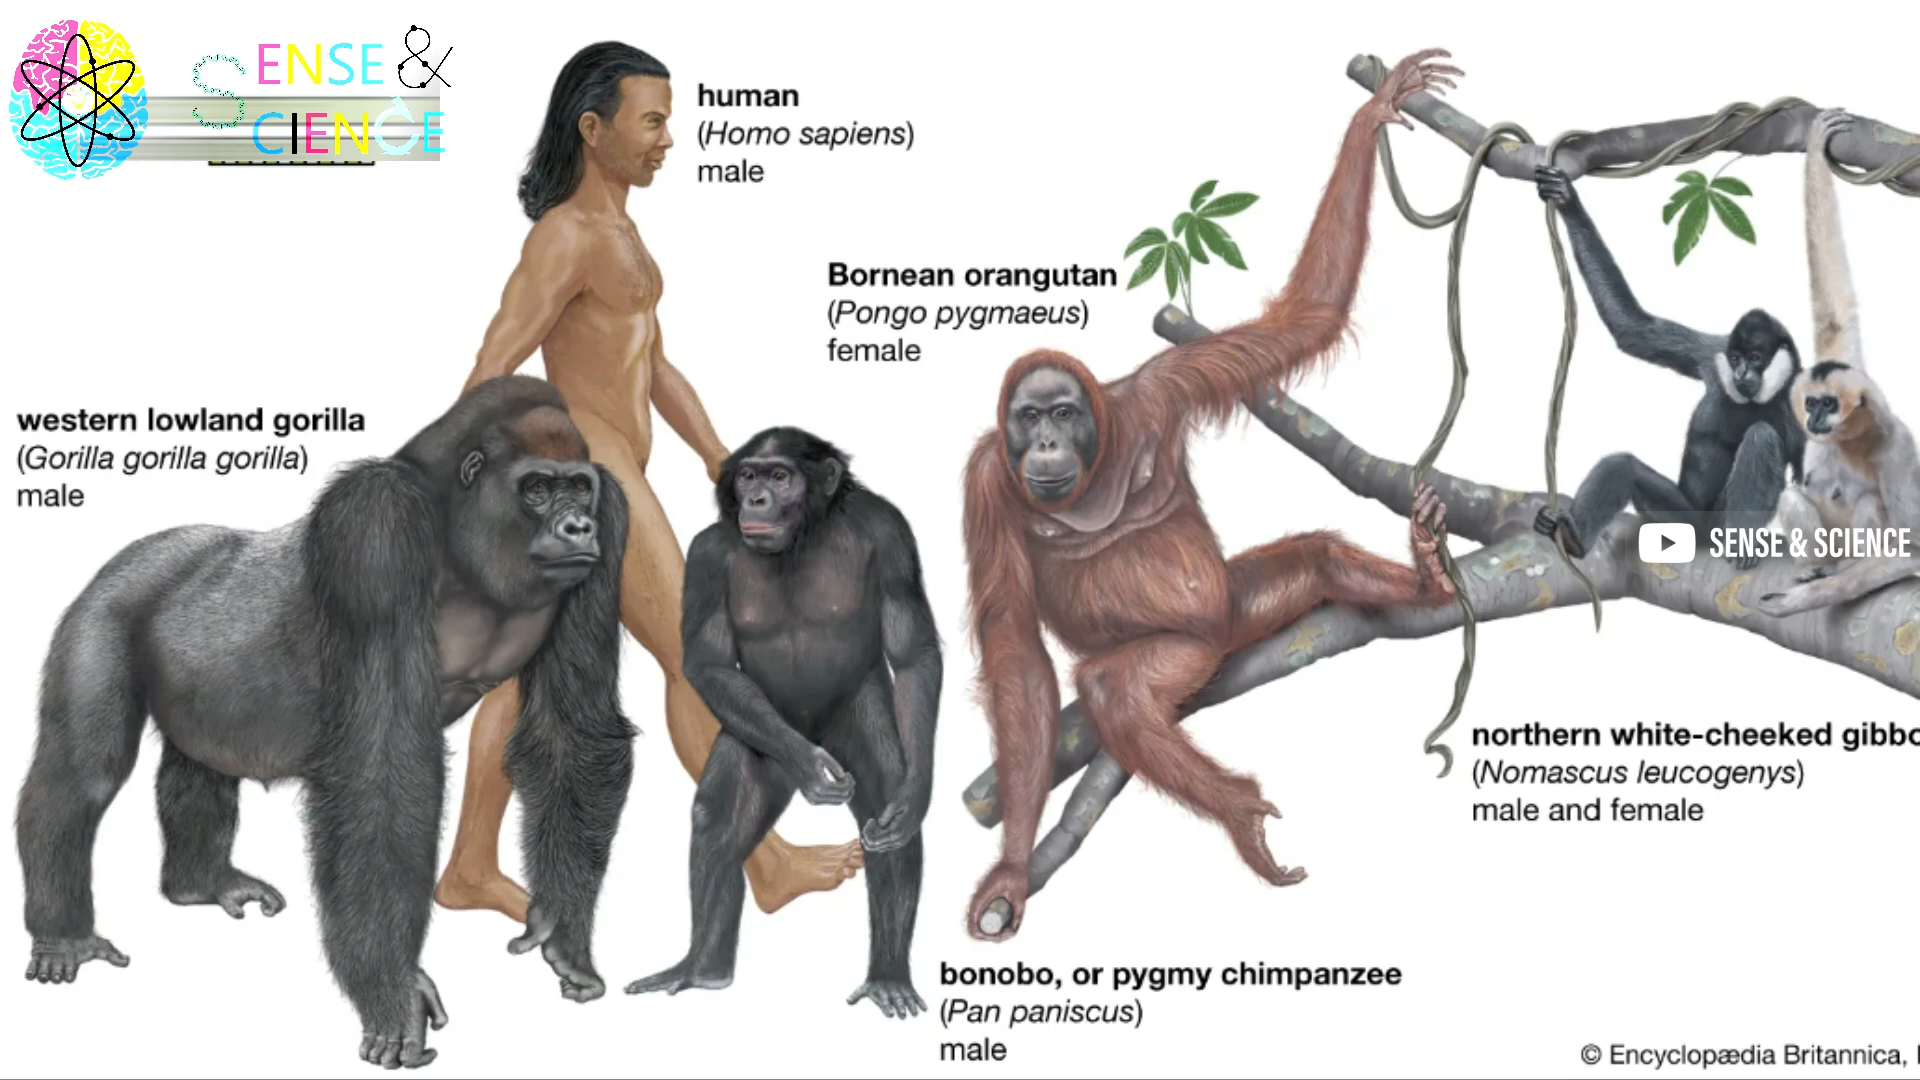 SENSE &
SCIENCE
human
(Homo sapiens)
male
Bornean orangutan
(Pongo pygmaeus)
female
western lowland gorilla
(Gorilla gorilla gorilla)
male
SENSE & SCIENCE
northern white-cheeked gibbo
(Nomascus leucogenys)
male and female
bonobo, or pygmy chimpanzee
(Pan paniscus)
male
© Encyclopædia Britannica,